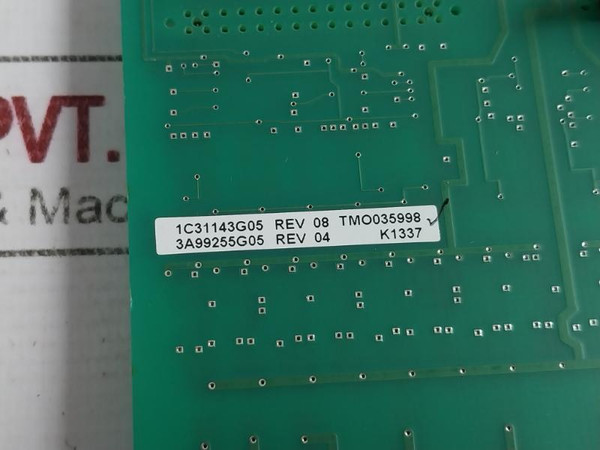 PVT.
& Mac
1C31143G05 REV 08 TMO035998
3A99255G05 REV 04 K1337